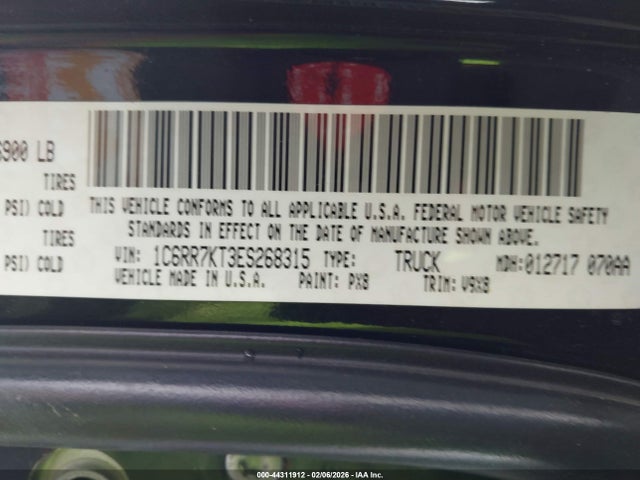 6900 LB
TIRES
PSI) COLD
TIRES
PSI) COLD
THIS VEHICLE CONFORMS TO ALL APPLICABLE U.S.A. FEDERAL MOTOR VEHICLE SAFETY
STANDARDS IN EFFECT ON THE DATE OF MANUFACTURE SHOWN ABOVE.
VIN: 1C6RR7KT3ES268315 TYPE: TRUCK MDH:012717 070AA
VEHICLE MADE IN U.S.A. PAINT: PX8 TRIM: V9X8
000-44311912 - 02/06/2026 - IAA Inc.